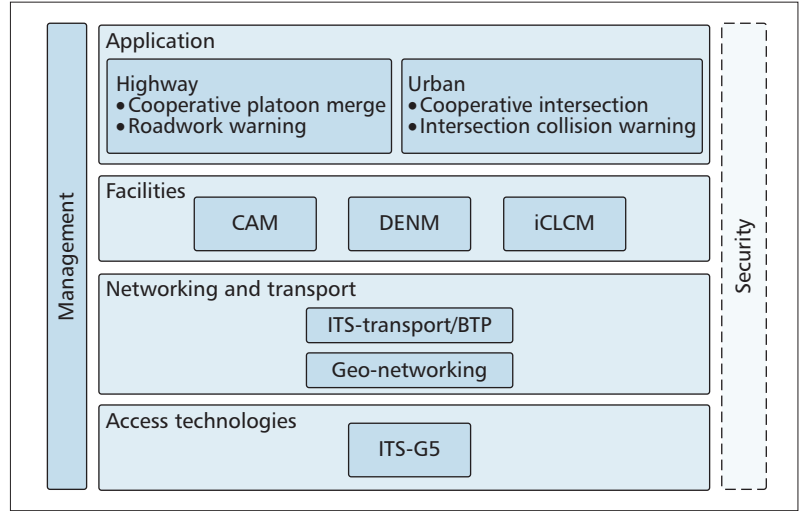 Management
Application
Highway
•Cooperative platoon merge
•Roadwork warning
Urban
•Cooperative intersection
•Intersection collision warning
Facilities
CAM
DENM
iCLCM
Networking and transport
ITS-transport/BTP
Geo-networking
Access technologies
ITS-G5
Security